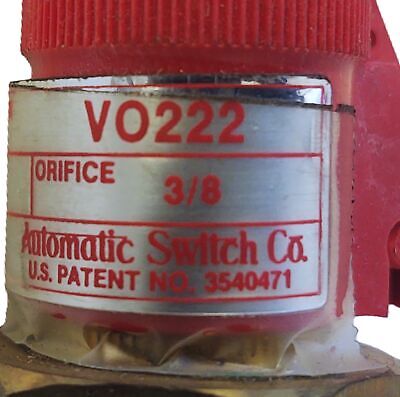 VO222
ORIFICE 3/8
Automatic Switch Co.
U.S. PATENT NO. 3540471